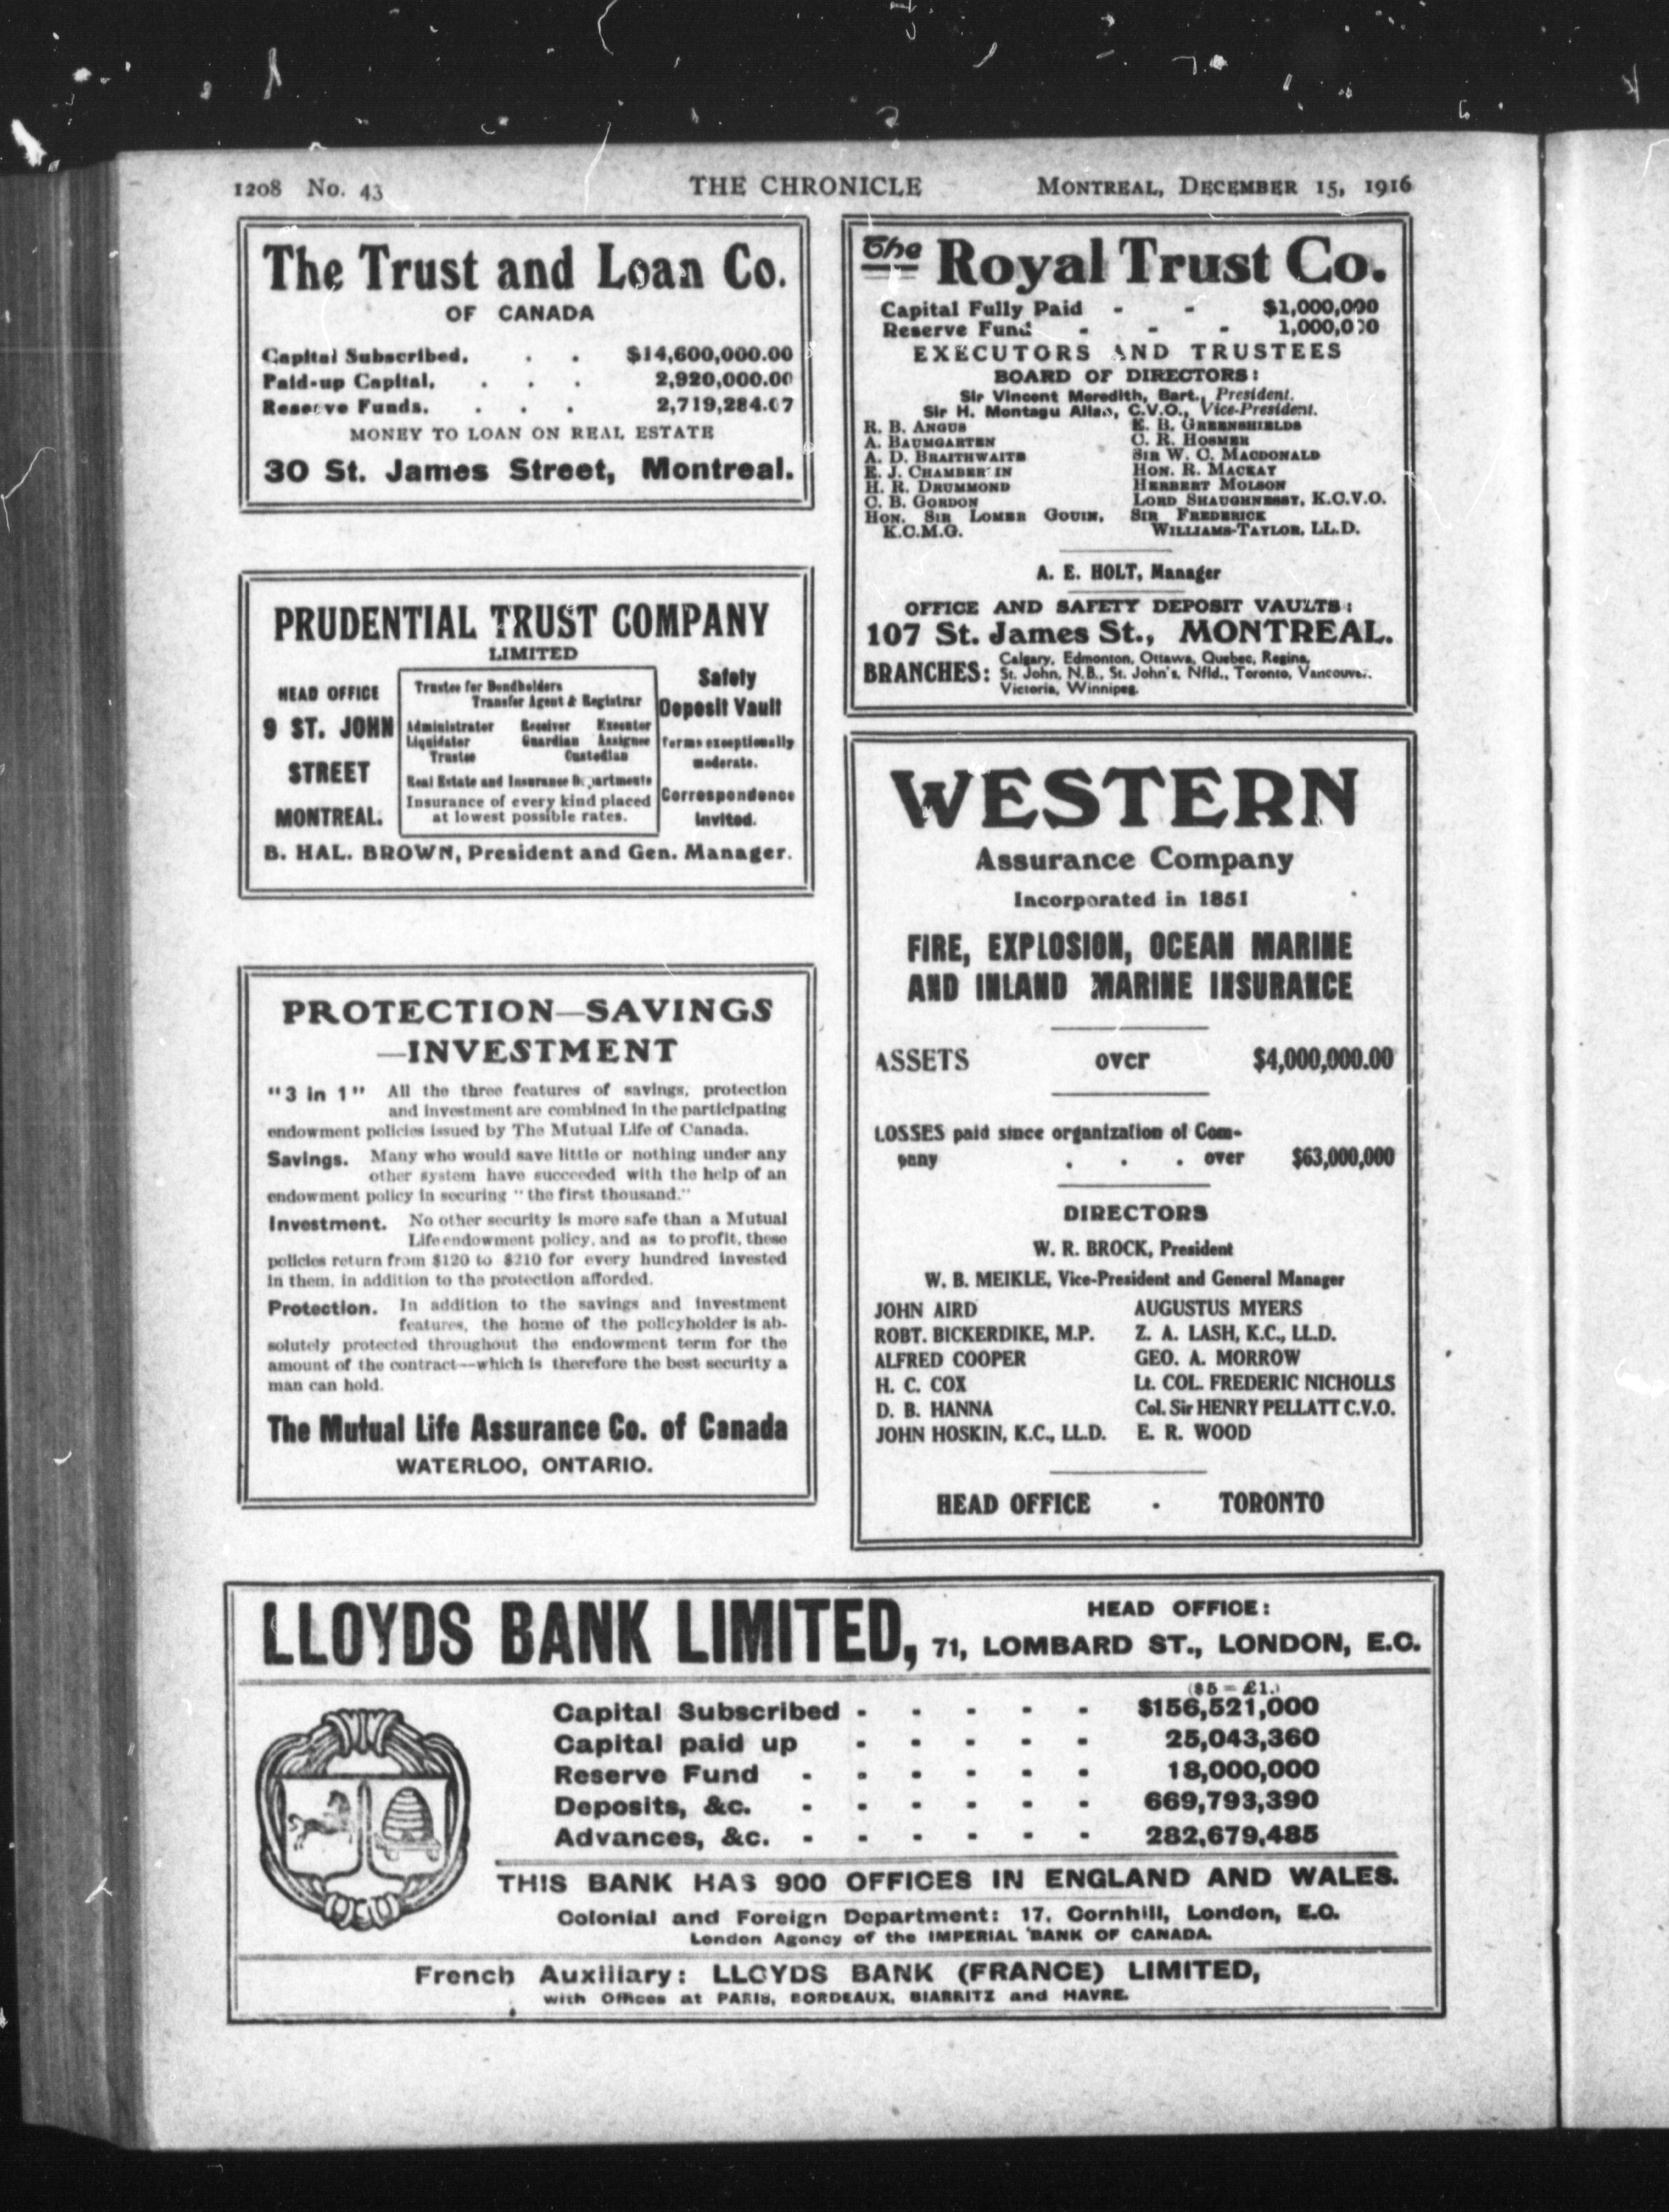 1208 No. 43 THE CHRONICLE MONTREAL, DECEMBER 15, 1916
The Trust and Loan Co.
OF CANADA
Capital Subscribed, . . $14,600,000.00
Paid-up Capital, . . . 2,920,000.00
Reserve Funds, . . . 2,719,284.07
MONEY TO LOAN ON REAL ESTATE
30 St. James Street, Montreal.
PRUDENTIAL TRUST COMPANY
LIMITED
HEAD OFFICE
9 ST. JOHN
STREET
MONTREAL.
Trustee for Bondholders
Transfer Agent & Registrar
Administrator Receiver Executor
Liquidator Guardian Assignee
Trustee Custodian
Real Estate and Insurance Departments
Insurance of every kind placed
at lowest possible rates.
Safety
Deposit Vault
Terms exceptionally
moderate.
Correspondence
invited.
B. HAL. BROWN, President and Gen. Manager.
PROTECTION—SAVINGS
—INVESTMENT
"3 in 1" All the three features of savings, protection
and investment are combined in the participating
endowment policies issued by The Mutual Life of Canada.
Savings. Many who would save little or nothing under any
other system have succeeded with the help of an
endowment policy in securing "the first thousand."
Investment. No other security is more safe than a Mutual
Life endowment policy, and as to profit, these
policies return from $120 to $210 for every hundred invested
in them, in addition to the protection afforded.
Protection. In addition to the savings and investment
features, the home of the policyholder is ab-
solutely protected throughout the endowment term for the
amount of the contract—which is therefore the best security a
man can hold.
The Mutual Life Assurance Co. of Canada
WATERLOO, ONTARIO.
The Royal Trust Co.
Capital Fully Paid - - $1,000,000
Reserve Fund - - - 1,000,000
EXECUTORS AND TRUSTEES
BOARD OF DIRECTORS:
Sir Vincent Meredith, Bart., President.
Sir H. Montagu Allan, C.V.O., Vice-President.
R. B. ANGUS E. B. GREENSHIELDS
A. BAUMGARTEN C. R. HOSMER
A. D. BRAITHWAITE SIR W. C. MACDONALD
E. J. CHAMBERLIN HON. R. MACKAY
H. R. DRUMMOND HERBERT MOLSON
C. B. GORDON LORD SHAUGHNESSY, K.C.V.O.
HON. SIR LOMER GOUIN, SIR FREDERICK
K.C.M.G. WILLIAMS-TAYLOR, LL.D.
A. E. HOLT, Manager
OFFICE AND SAFETY DEPOSIT VAULTS:
107 St. James St., MONTREAL.
BRANCHES: Calgary, Edmonton, Ottawa, Quebec, Regina,
St. John, N.B., St. John's, Nfld., Toronto, Vancouver,
Victoria, Winnipeg.
WESTERN
Assurance Company
Incorporated in 1851
FIRE, EXPLOSION, OCEAN MARINE
AND INLAND MARINE INSURANCE
ASSETS over $4,000,000.00
LOSSES paid since organization of Com-
pany . . . over $63,000,000
DIRECTORS
W. R. BROCK, President
W. B. MEIKLE, Vice-President and General Manager
JOHN AIRD AUGUSTUS MYERS
ROBT. BICKERDIKE, M.P. Z. A. LASH, K.C., LL.D.
ALFRED COOPER GEO. A. MORROW
H. C. COX Lt. COL. FREDERIC NICHOLLS
D. B. HANNA Col. Sir HENRY PELLATT C.V.O.
JOHN HOSKIN, K.C., LL.D. E. R. WOOD
HEAD OFFICE - TORONTO
LLOYDS BANK LIMITED, HEAD OFFICE:
71, LOMBARD ST., LONDON, E.C.
($5 = £1.)
Capital Subscribed - - - - - $156,521,000
Capital paid up - - - - - 25,043,360
Reserve Fund - - - - - - 18,000,000
Deposits, &c. - - - - - - 669,793,390
Advances, &c. - - - - - - 282,679,485
THIS BANK HAS 900 OFFICES IN ENGLAND AND WALES.
Colonial and Foreign Department: 17, Cornhill, London, E.C.
London Agency of the IMPERIAL BANK OF CANADA.
French Auxiliary: LLOYDS BANK (FRANCE) LIMITED,
with Offices at PARIS, BORDEAUX, BIARRITZ and HAVRE.